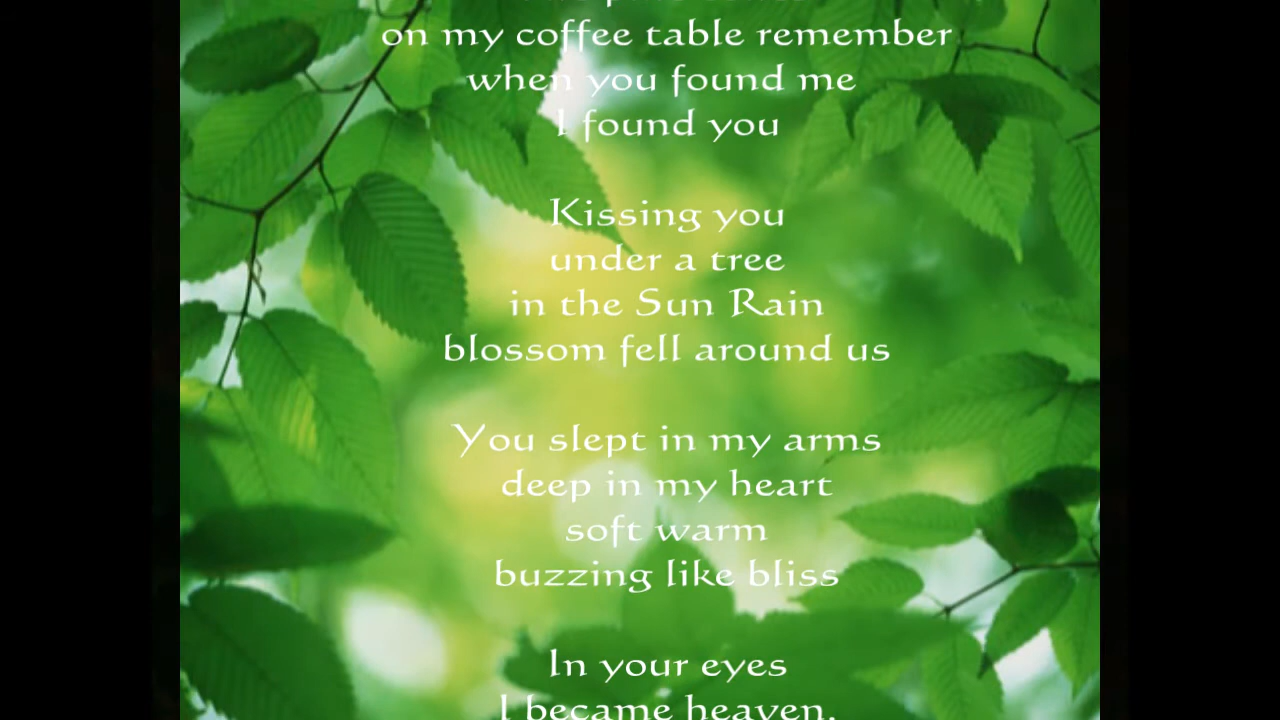 on my coffee table remember
when you found me
I found you
Kissing you
under a tree
in the Sun Rain
blossom fell around us
You slept in my arms
deep in my heart
soft warm
buzzing like bliss
In your eyes
I became heaven.